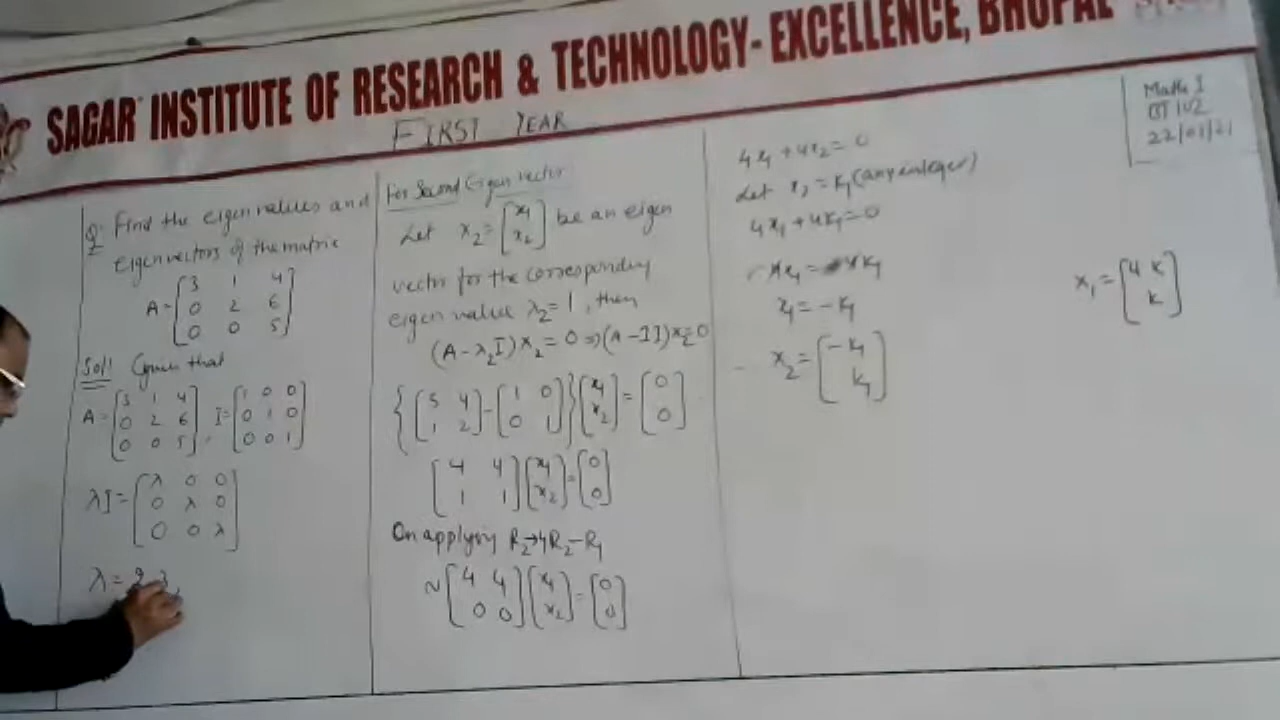 SAGAR INSTITUTE OF RESEARCH & TECHNOLOGY- EXCELLENCE, BHOPAL
FIRST YEAR
Math I
BT 102
22/01/21
Q: Find the eigen values and
eigen vectors of the matrix
A = [3 1 4
0 2 6
0 0 5]
Sol: Given that
A = [3 1 4
0 2 6
0 0 5], I = [1 0 0
0 1 0
0 0 1]
λI = [λ 0 0
0 λ 0
0 0 λ]
λ = 2, 3,
For Second Eigen vector
Let x₂ = [x₁
x₂] be an eigen
vector for the corresponding
eigen value λ₂ = 1, then
(A - λ₂I) x₂ = 0 ⇒ (A - 1I) x₂ = 0
{[5 4
1 2] - [1 0
0 1]} [x₁
x₂] = [0
0]
[4 4
1 1] [x₁
x₂] = [0
0]
On applying R₂→4R₂-R₁
~ [4 4
0 0] [x₁
x₂] = [0
0]
4x₁ + 4x₂ = 0
Let x₂ = k₁ (any integer)
4x₁ + 4k₁ = 0
4x₁ = -4k₁
x₁ = -k₁
x₂ = [-k₁
k₁]
x₁ = [4k
k]